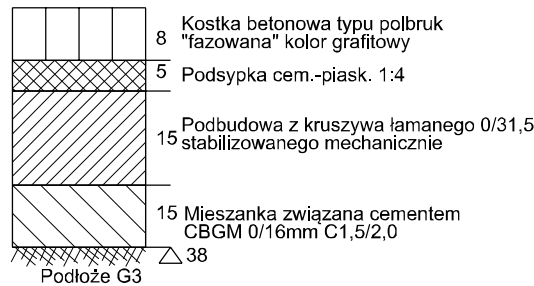 8 Kostka betonowa typu polbruk
"fazowana" kolor grafitowy
5 Podsypka cem.-piask. 1:4
15 Podbudowa z kruszywa łamanego 0/31,5
stabilizowanego mechanicznie
15 Mieszanka związana cementem
CBGM 0/16mm C1,5/2,0
38
Podłoże G3